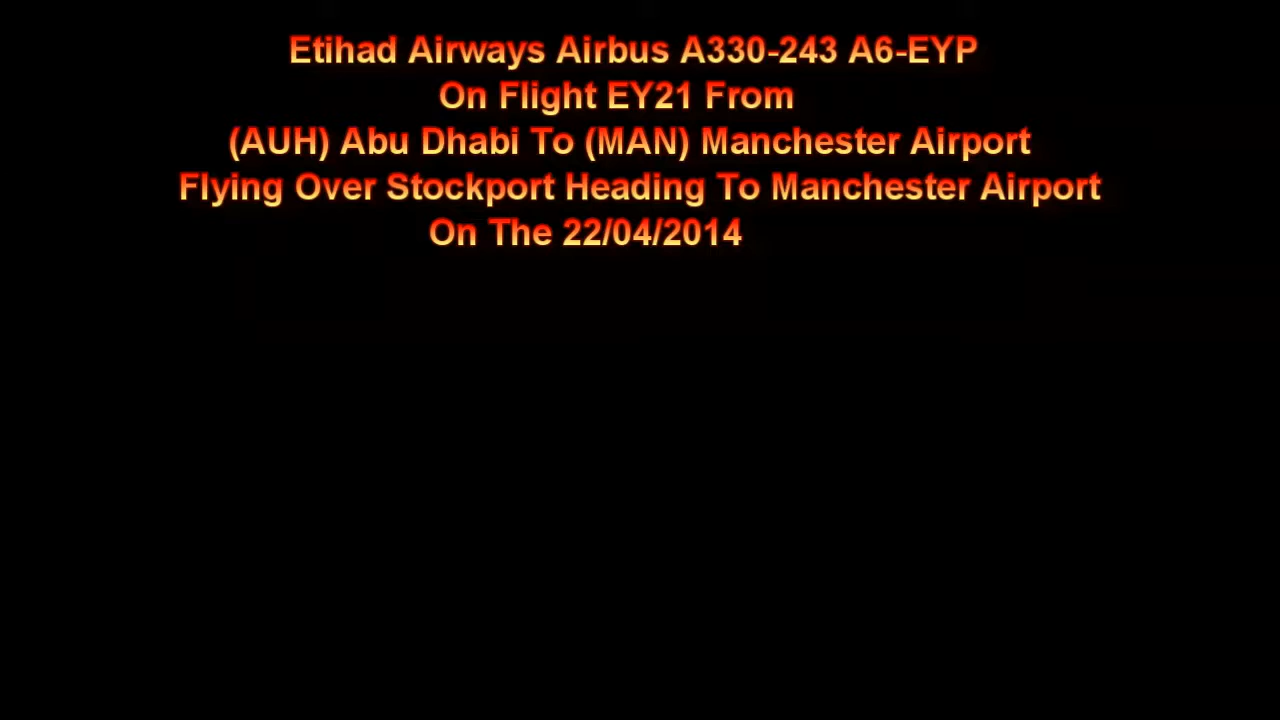 Etihad Airways Airbus A330-243 A6-EYP
On Flight EY21 From
(AUH) Abu Dhabi To (MAN) Manchester Airport
Flying Over Stockport Heading To Manchester Airport
On The 22/04/2014